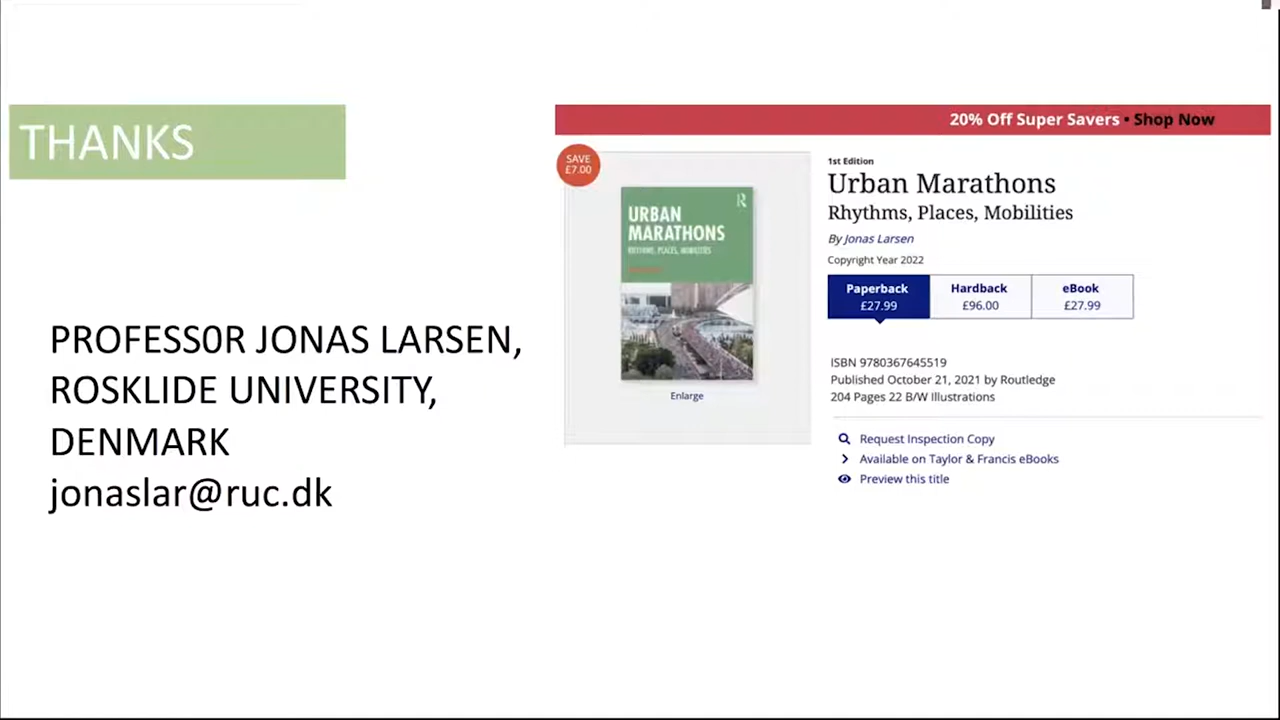 THANKS
PROFESS0R JONAS LARSEN,
ROSKLIDE UNIVERSITY,
DENMARK
jonaslar@ruc.dk
20% Off Super Savers • Shop Now
SAVE
£7.00
R
URBAN
MARATHONS
RHYTHMS, PLACES, MOBILITIES
Enlarge
1st Edition
Urban Marathons
Rhythms, Places, Mobilities
By Jonas Larsen
Copyright Year 2022
Paperback Hardback eBook
£27.99 £96.00 £27.99
ISBN 9780367645519
Published October 21, 2021 by Routledge
204 Pages 22 B/W Illustrations
Request Inspection Copy
Available on Taylor & Francis eBooks
Preview this title